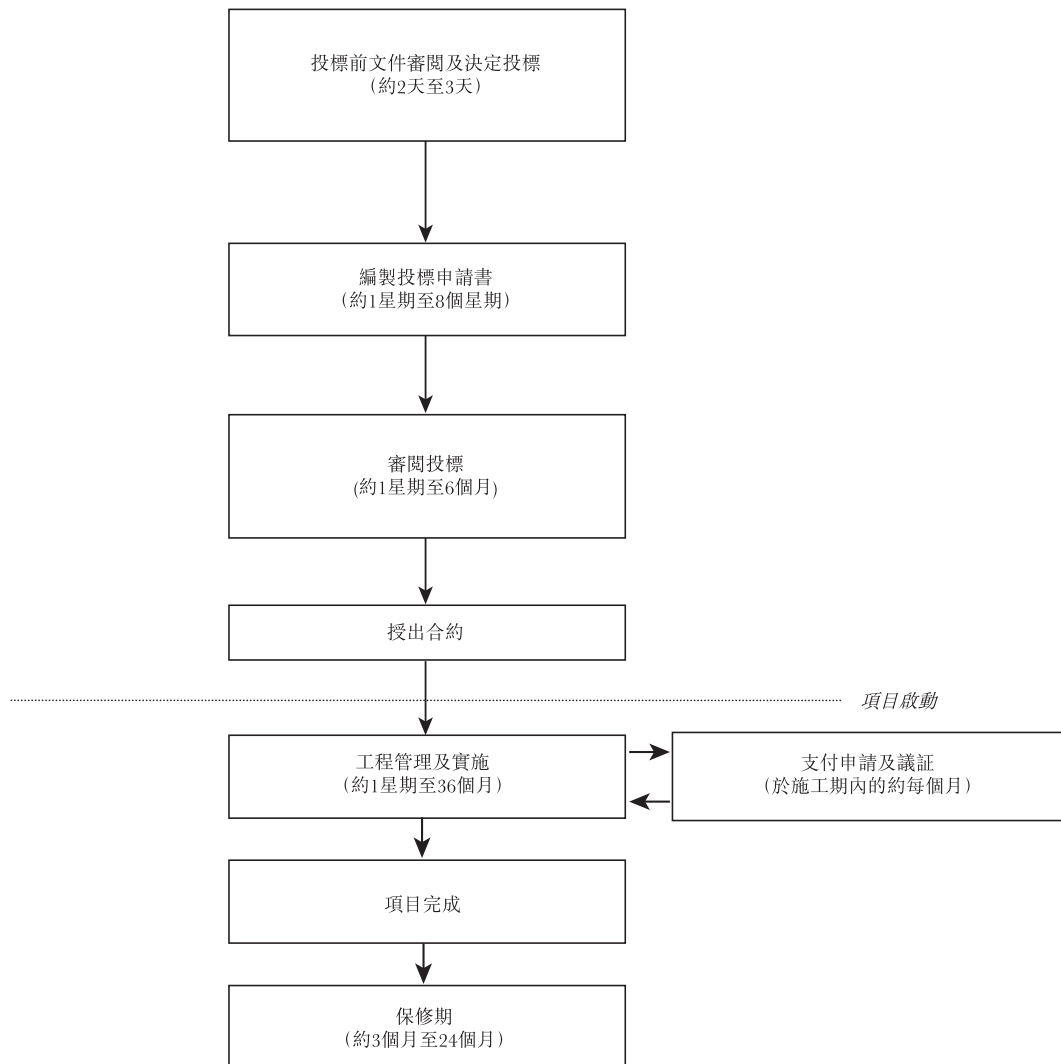 投標前文件審閱及決定投標
（約2天至3天）
編製投標申請書
（約1星期至8個星期）
審閱投標
(約1星期至6個月)
授出合約
項目啟動
工程管理及實施
（約1星期至36個月）
支付申請及議証
（於施工期內的約每個月）
項目完成
保修期
（約3個月至24個月）